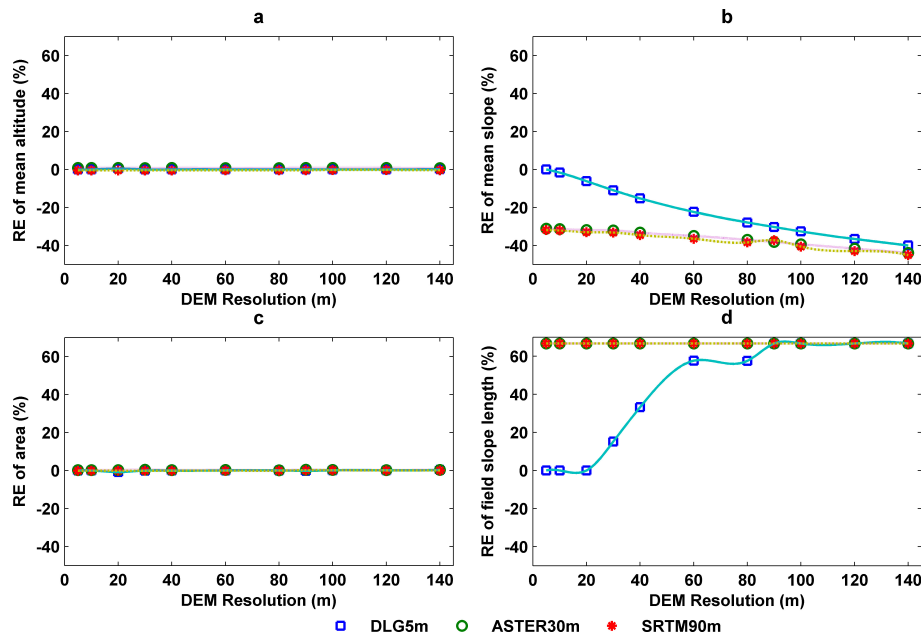 a
RE of mean altitude (%)
60
40
20
0
-20
-40
0 20 40 60 80 100 120 140
DEM Resolution (m)
b
RE of mean slope (%)
60
40
20
0
-20
-40
0 20 40 60 80 100 120 140
DEM Resolution (m)
c
RE of area (%)
60
40
20
0
-20
-40
0 20 40 60 80 100 120 140
DEM Resolution (m)
d
RE of field slope length (%)
60
40
20
0
-20
-40
0 20 40 60 80 100 120 140
DEM Resolution (m)
DLG5m ASTER30m SRTM90m